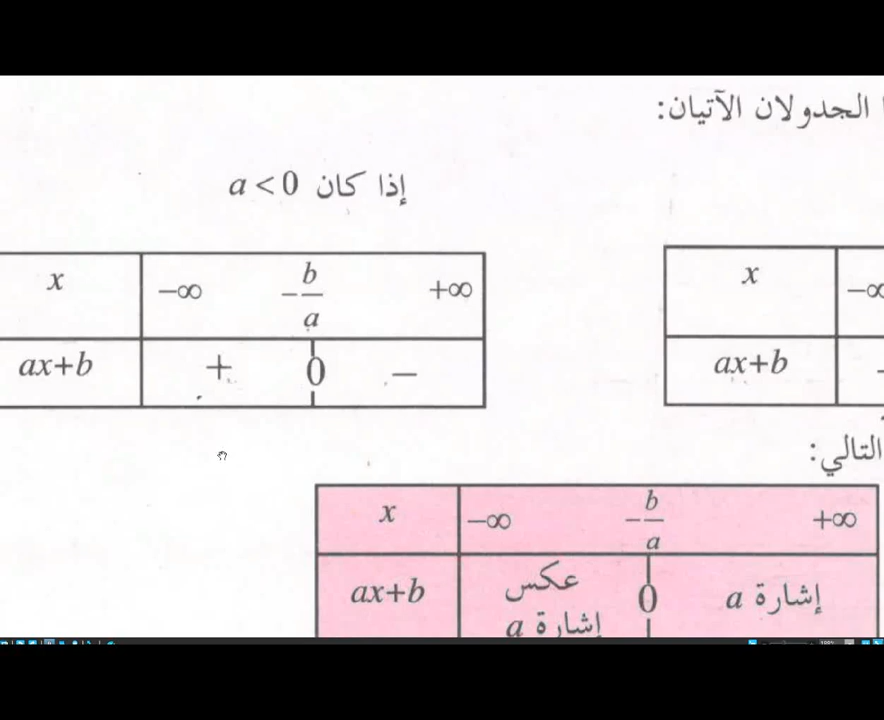 الجدولان الآتيان:
إذا كان a < 0
x −∞
ax+b
x −∞ −b/a +∞
ax+b + 0 −
التالي:
x −∞ −b/a +∞
ax+b عكس إشارة a 0 إشارة a